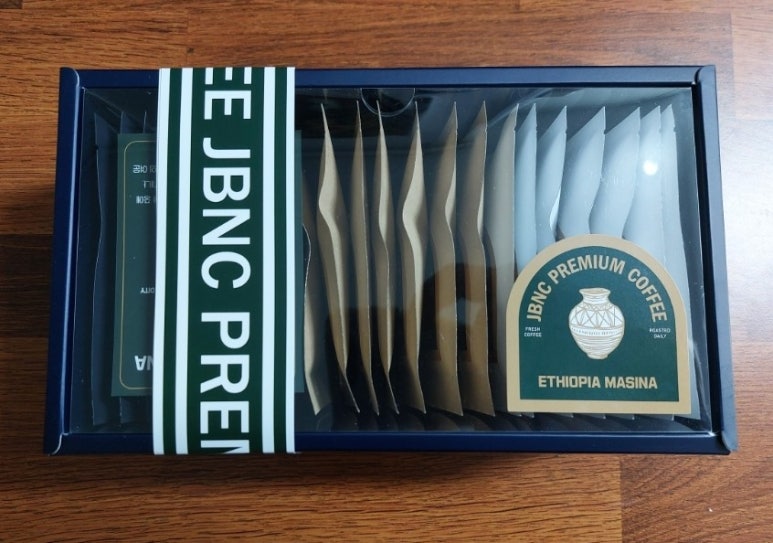 EE JBNC PREM
JBNC PREMIUM COFFEE
FRESH
COFFEE
ROASTED
DAILY
ETHIOPIA MASINA